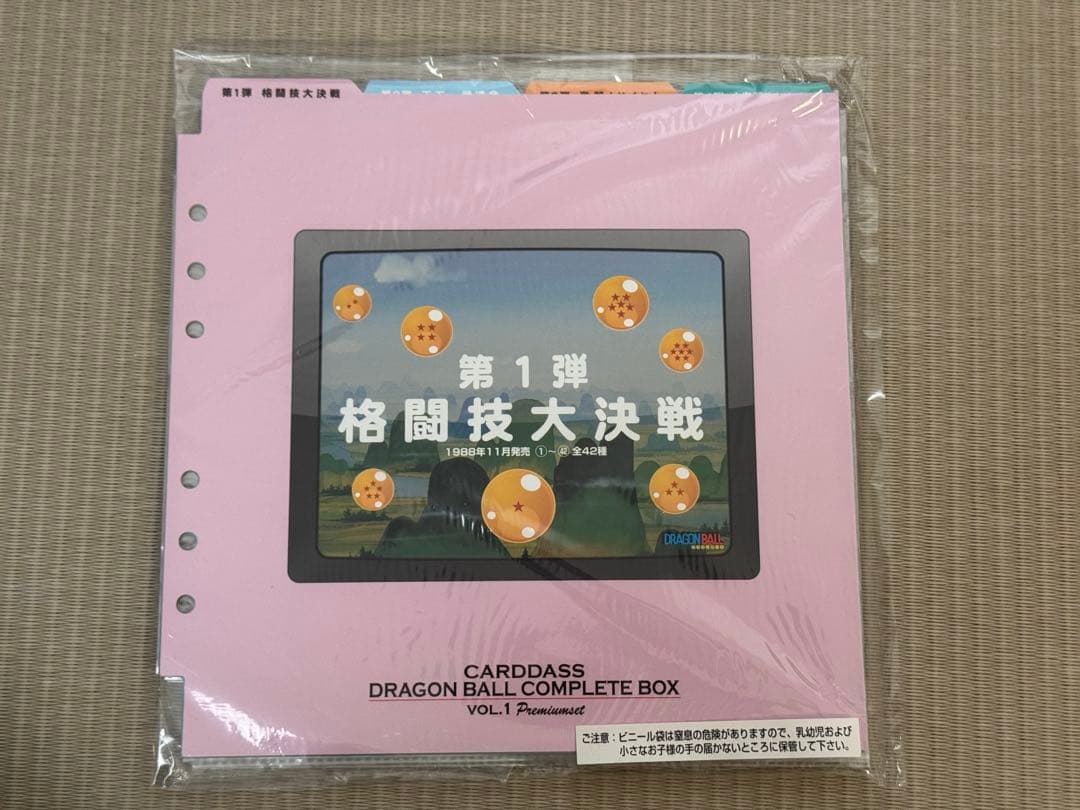 第1弾 格闘技大決戦
第1弾
格闘技大決戦
1988年11月発売 ①～㊷ 全42種
DRAGON BALL
CARDDASS
DRAGON BALL COMPLETE BOX
VOL.1 Premiumset
ご注意：ビニール袋は窒息の危険がありますので、乳幼児および
小さなお子様の手の届かないところに保管して下さい。